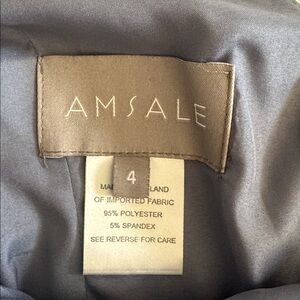 AMSALE
4
OF IMPORTED FABRIC
95% POLYESTER
5% SPANDEX
SEE REVERSE FOR CARE